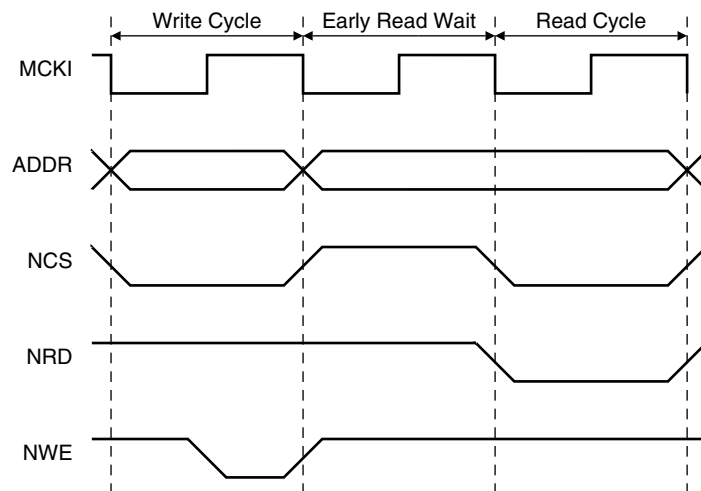 Write Cycle Early Read Wait Read Cycle
MCKI
ADDR
NCS
NRD
NWE